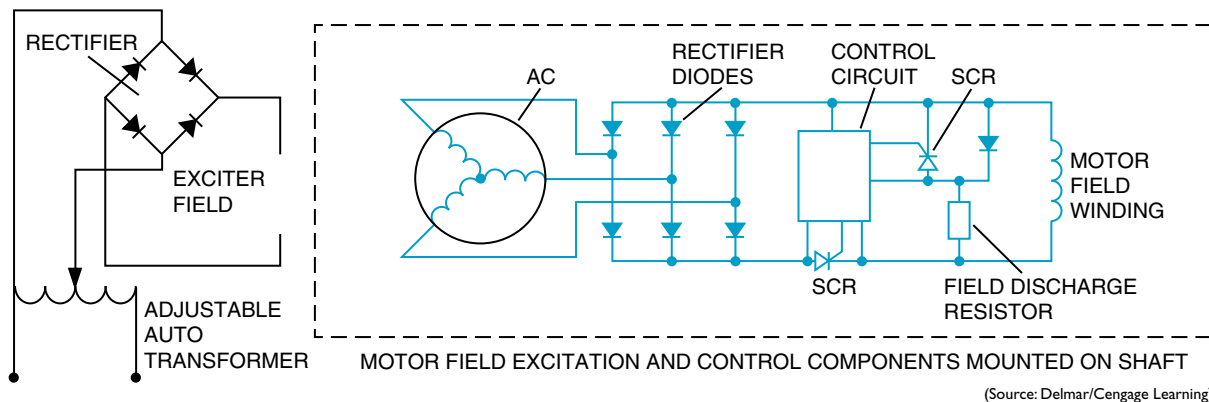 RECTIFIER
EXCITER
FIELD
ADJUSTABLE
AUTO
TRANSFORMER
AC
RECTIFIER
DIODES
CONTROL
CIRCUIT
SCR
MOTOR
FIELD
WINDING
SCR
FIELD DISCHARGE
RESISTOR
MOTOR FIELD EXCITATION AND CONTROL COMPONENTS MOUNTED ON SHAFT
(Source: Delmar/Cengage Learning)